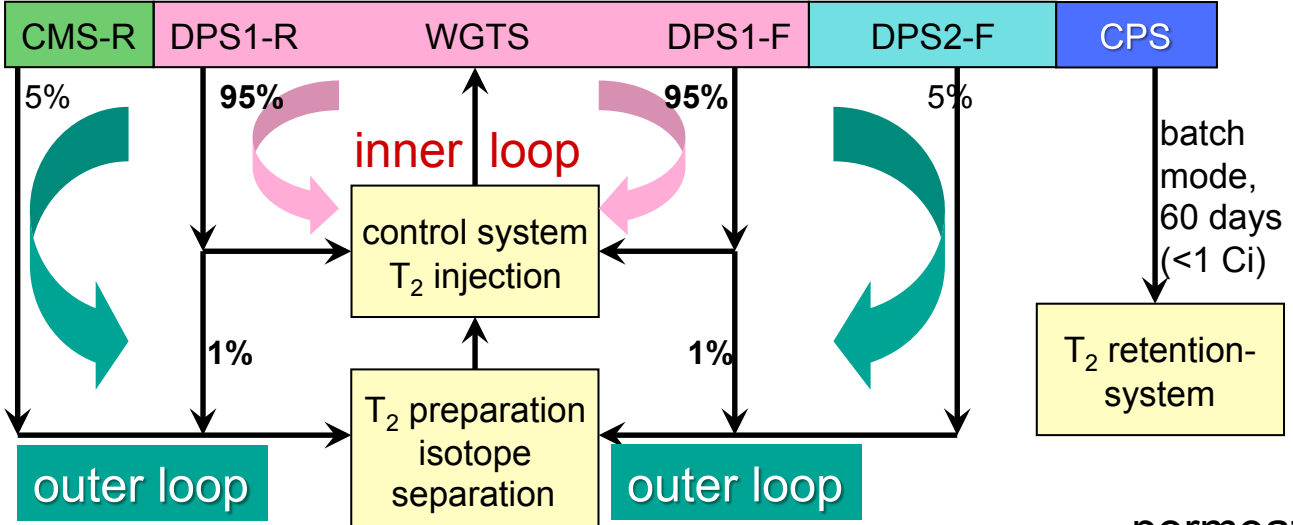 CMS-R DPS1-R WGTS DPS1-F DPS2-F CPS
5% 95% 95% 5%
inner loop
batch
mode,
60 days
(<1 Ci)
control system
T₂ injection
1% 1%
T₂ retention-
system
T₂ preparation
isotope
separation
outer loop outer loop